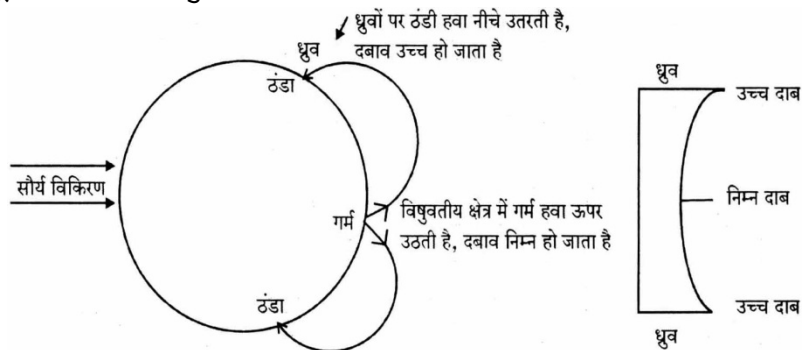 ध्रुवों पर ठंडी हवा नीचे उतरती है,
दबाव उच्च हो जाता है
ध्रुव
ठंडा
सौर्य विकिरण
गर्म
विषुवतीय क्षेत्र में गर्म हवा ऊपर
उठती है, दबाव निम्न हो जाता है
ठंडा
ध्रुव
उच्च दाब
निम्न दाब
उच्च दाब
ध्रुव